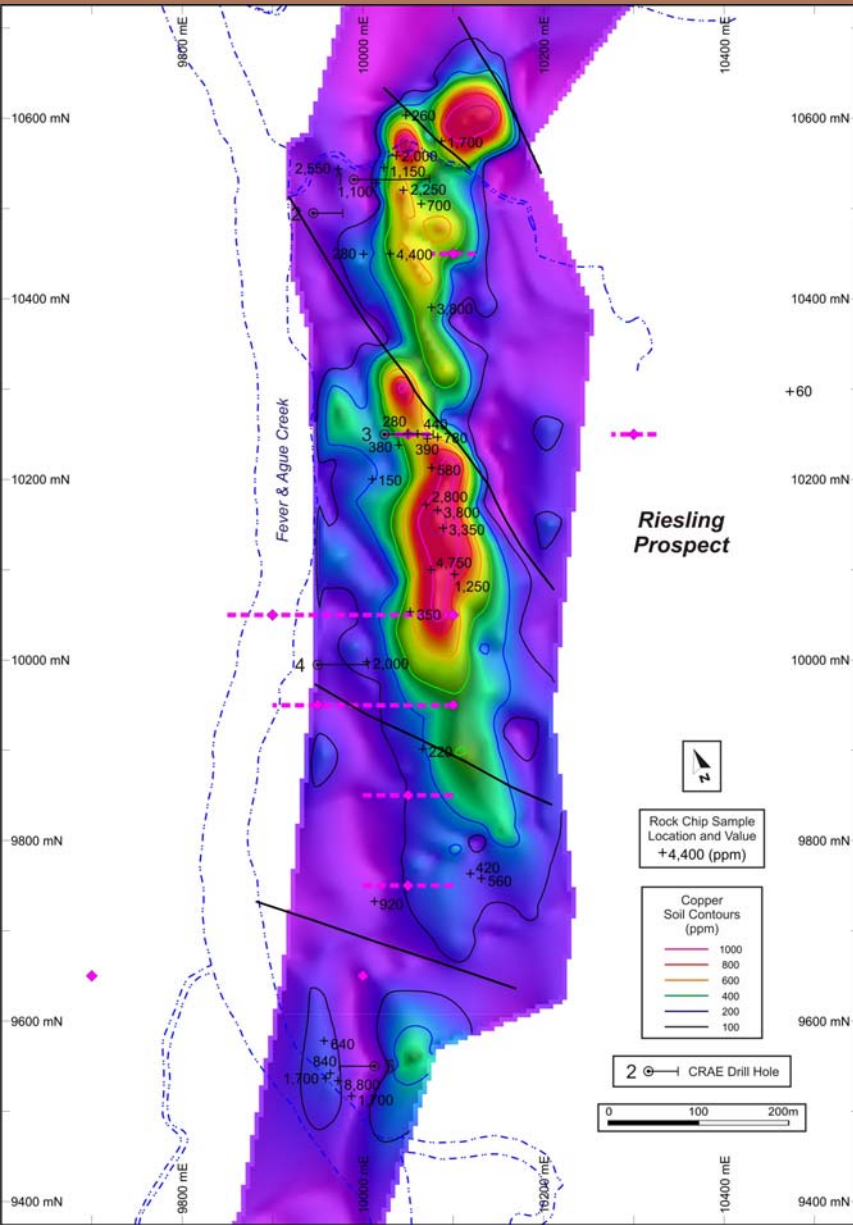 9800 mE
10000 mE
10200 mE
10400 mE
10600 mN
10600 mN
260
1,700
2,000
2,550
1,150
1,100
2,250
700
2
280
4,400
10400 mN
10400 mN
3,800
60
Fever & Ague Creek
280
440
3
780
380
390
580
10200 mN
10200 mN
150
2,800
3,800
3,350
Riesling
Prospect
4,750
1,250
350
10000 mN
10000 mN
4
2,000
220
N
9800 mN
9800 mN
Rock Chip Sample
Location and Value
+4,400 (ppm)
420
560
920
Copper
Soil Contours
(ppm)
1000
800
600
400
200
100
9600 mN
9600 mN
640
840
1,700
8,800
1,700
2 CRAE Drill Hole
0 100 200m
9400 mN
9400 mN
9800 mE
10000 mE
10200 mE
10400 mE